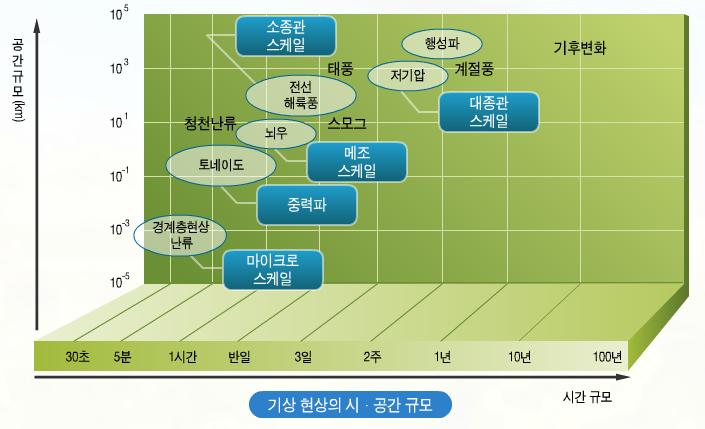 공간 규모(km)
10⁵
10³
10¹
10⁻¹
10⁻³
10⁻⁵
소종관
스케일
행성파
기후변화
태풍
저기압
계절풍
전선
해륙풍
대종관
스케일
청천난류
뇌우
스모그
메조
스케일
토네이도
중력파
경계층현상
난류
마이크로
스케일
30초
5분
1시간
반일
3일
2주
1년
10년
100년
시간 규모
기상 현상의 시 · 공간 규모